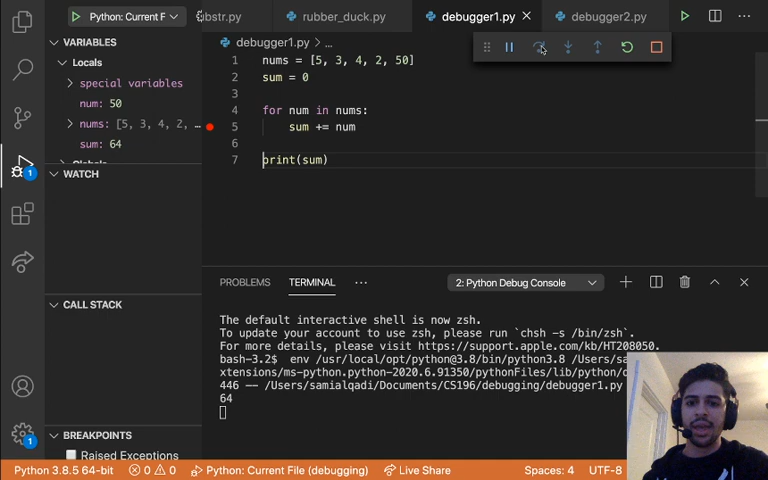 Python: Current F
bstr.py
rubber_duck.py
debugger1.py
debugger2.py
debugger1.py > ...
VARIABLES
Locals
special variables
num: 50
nums: [5, 3, 4, 2, ...
sum: 64
Globals
WATCH
CALL STACK
BREAKPOINTS
Raised Exceptions
1
1
1 nums = [5, 3, 4, 2, 50]
2 sum = 0
3
4 for num in nums:
5 sum += num
6
7 print(sum)
PROBLEMS TERMINAL ...
2: Python Debug Console
The default interactive shell is now zsh.
To update your account to use zsh, please run `chsh -s /bin/zsh`.
For more details, please visit https://support.apple.com/kb/HT208050.
bash-3.2$ env /usr/local/opt/python@3.8/bin/python3.8 /Users/sa
xtensions/ms-python.python-2020.6.91350/pythonFiles/lib/python/d
446 -- /Users/samialqadi/Documents/CS196/debugging/debugger1.py
64
Python 3.8.5 64-bit
0
0
Python: Current File (debugging)
Live Share
Spaces: 4
UTF-8